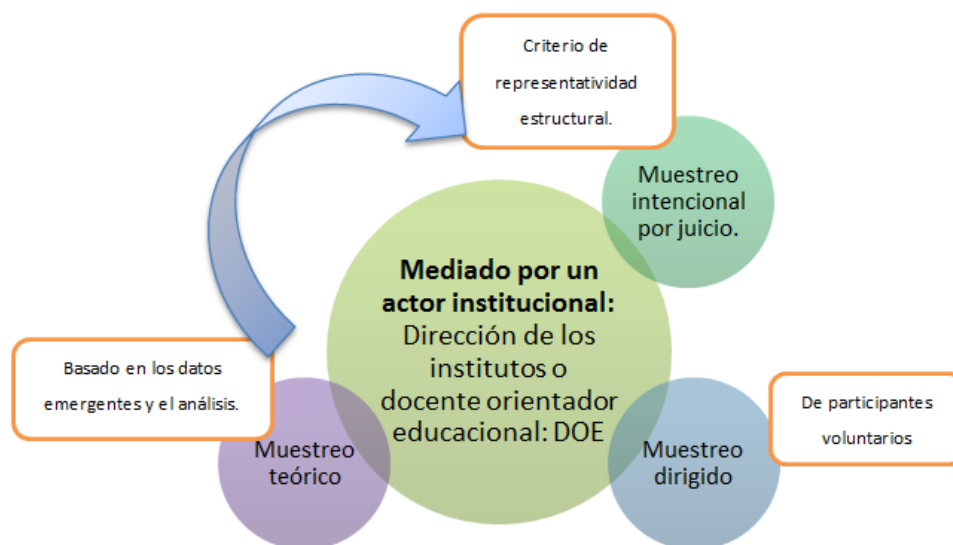 Criterio de
representatividad
estructural.
Muestreo
intencional
por juicio.
Mediado por un
actor institucional:
Dirección de los
institutos o
docente orientador
educacional: DOE
Basado en los datos
emergentes y el análisis.
Muestreo
teórico
Muestreo
dirigido
De participantes
voluntarios